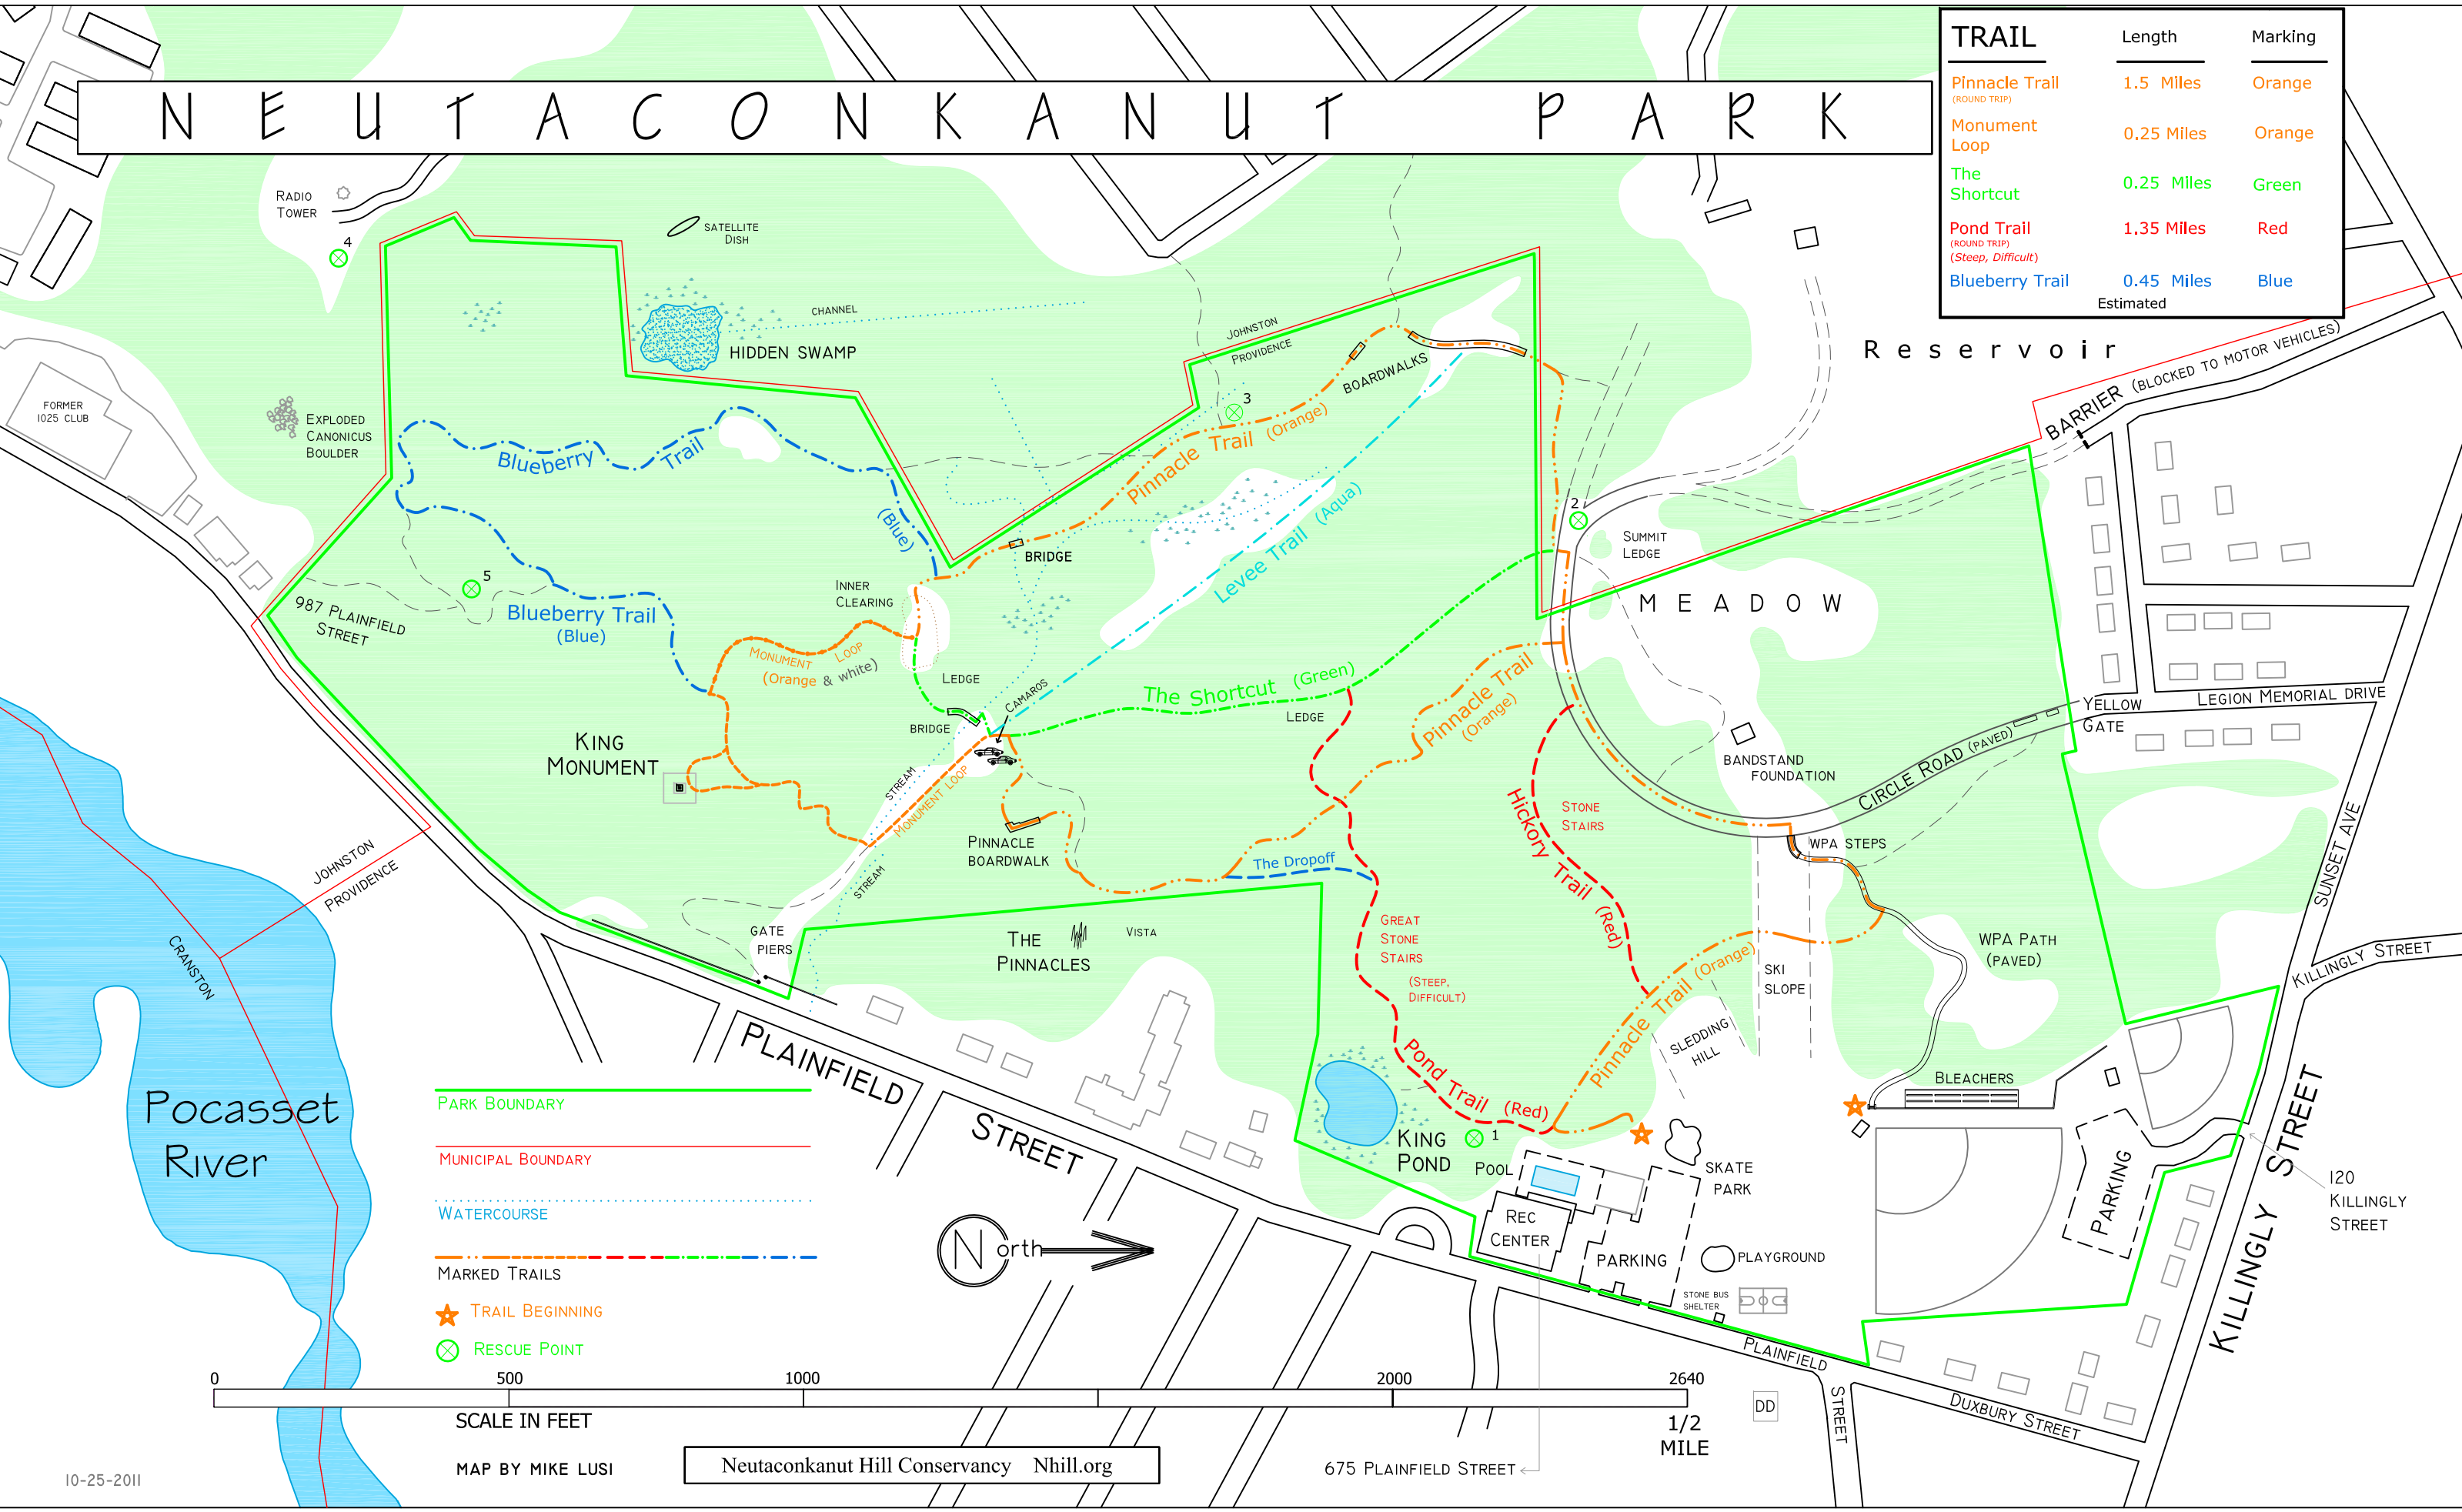 NEUTACONKANUT PARK
TRAIL Length Marking
Pinnacle Trail 1.5 Miles Orange
(ROUND TRIP)
Monument
Loop 0.25 Miles Orange
The
Shortcut 0.25 Miles Green
Pond Trail 1.35 Miles Red
(ROUND TRIP)
(Steep, Difficult)
Blueberry Trail 0.45 Miles Blue
Estimated
RADIO
TOWER
4
SATELLITE
DISH
CHANNEL
HIDDEN SWAMP
JOHNSTON
PROVIDENCE
BOARDWALKS
Reservoir
BARRIER (BLOCKED TO MOTOR VEHICLES)
FORMER
1025 CLUB
EXPLODED
CANONICUS
BOULDER
Blueberry Trail
(Blue)
3
Pinnacle Trail (Orange)
Levee Trail (Aqua)
2
SUMMIT
LEDGE
BRIDGE
INNER
CLEARING
5
987 PLAINFIELD
STREET
Blueberry Trail
(Blue)
MEADOW
MONUMENT LOOP
(Orange & white)
LEDGE
CAMAROS
BRIDGE
The Shortcut (Green)
LEDGE
Pinnacle Trail
(Orange)
YELLOW
GATE
LEGION MEMORIAL DRIVE
KING
MONUMENT
STREAM
MONUMENT LOOP
BANDSTAND
FOUNDATION
CIRCLE ROAD (PAVED)
Hickory Trail (Red)
STONE
STAIRS
WPA STEPS
SUNSET AVE
PINNACLE
BOARDWALK
The Dropoff
STREAM
JOHNSTON
PROVIDENCE
CRANSTON
GATE
PIERS
THE
PINNACLES
VISTA
GREAT
STONE
STAIRS
(STEEP,
DIFFICULT)
SKI
SLOPE
WPA PATH
(PAVED)
KILLINGLY STREET
Pinnacle Trail (Orange)
SLEDDING
HILL
PLAINFIELD STREET
Pocasset
River
PARK BOUNDARY
MUNICIPAL BOUNDARY
WATERCOURSE
MARKED TRAILS
TRAIL BEGINNING
RESCUE POINT
North
Pond Trail (Red)
KING
POND
1
POOL
REC
CENTER
SKATE
PARK
PARKING
PLAYGROUND
STONE BUS
SHELTER
BLEACHERS
PARKING
120
KILLINGLY
STREET
KILLINGLY STREET
PLAINFIELD
STREET
DUXBURY STREET
DD
0 500 1000 2000 2640
SCALE IN FEET
1/2
MILE
MAP BY MIKE LUSI
Neutaconkanut Hill Conservancy Nhill.org
675 PLAINFIELD STREET
10-25-2011